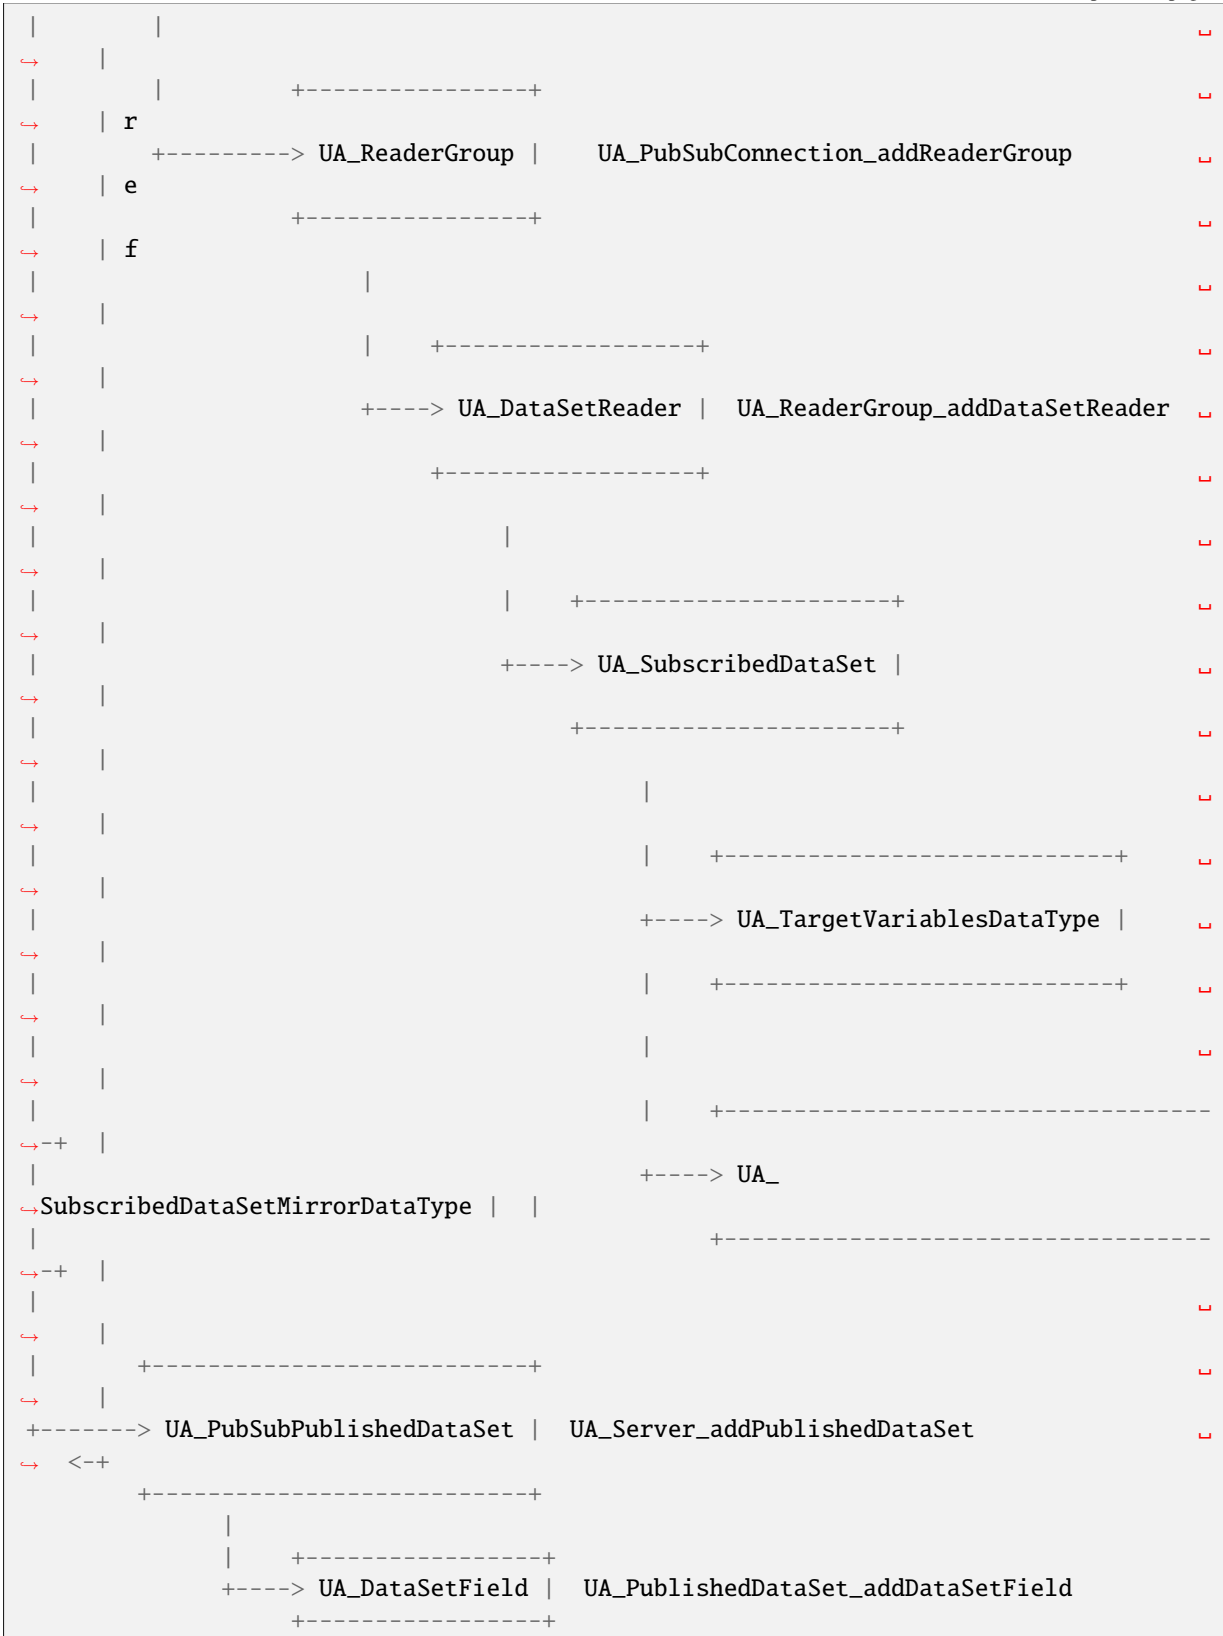 |        |                                                                          ␣
↪     |
|        |         +----------------+                                               ␣
↪     | r
|        +---------> UA_ReaderGroup |    UA_PubSubConnection_addReaderGroup         ␣
↪     | e
|                  +----------------+                                               ␣
↪     | f
|                       |                                                           ␣
↪     |
|                       |    +------------------+                                   ␣
↪     |
|                       +----> UA_DataSetReader |  UA_ReaderGroup_addDataSetReader  ␣
↪     |
|                            +------------------+                                   ␣
↪     |
|                                 |                                                 ␣
↪     |
|                                 |    +----------------------+                     ␣
↪     |
|                                 +----> UA_SubscribedDataSet |                     ␣
↪     |
|                                      +----------------------+                     ␣
↪     |
|                                           |                                       ␣
↪     |
|                                           |    +----------------------------+     ␣
↪     |
|                                           +----> UA_TargetVariablesDataType |     ␣
↪     |
|                                           |    +----------------------------+     ␣
↪     |
|                                           |                                       ␣
↪     |
|                                           |    +-----------------------------------
↪-+  |
|                                           +----> UA_
↪SubscribedDataSetMirrorDataType |  |
|                                                +-----------------------------------
↪-+  |
|                                                                                   ␣
↪     |
|       +----------------------------+                                              ␣
↪     |
+-------> UA_PubSubPublishedDataSet |  UA_Server_addPublishedDataSet                ␣
↪  <-+
        +----------------------------+
              |
              |    +-----------------+
              +----> UA_DataSetField |  UA_PublishedDataSet_addDataSetField
                   +-----------------+